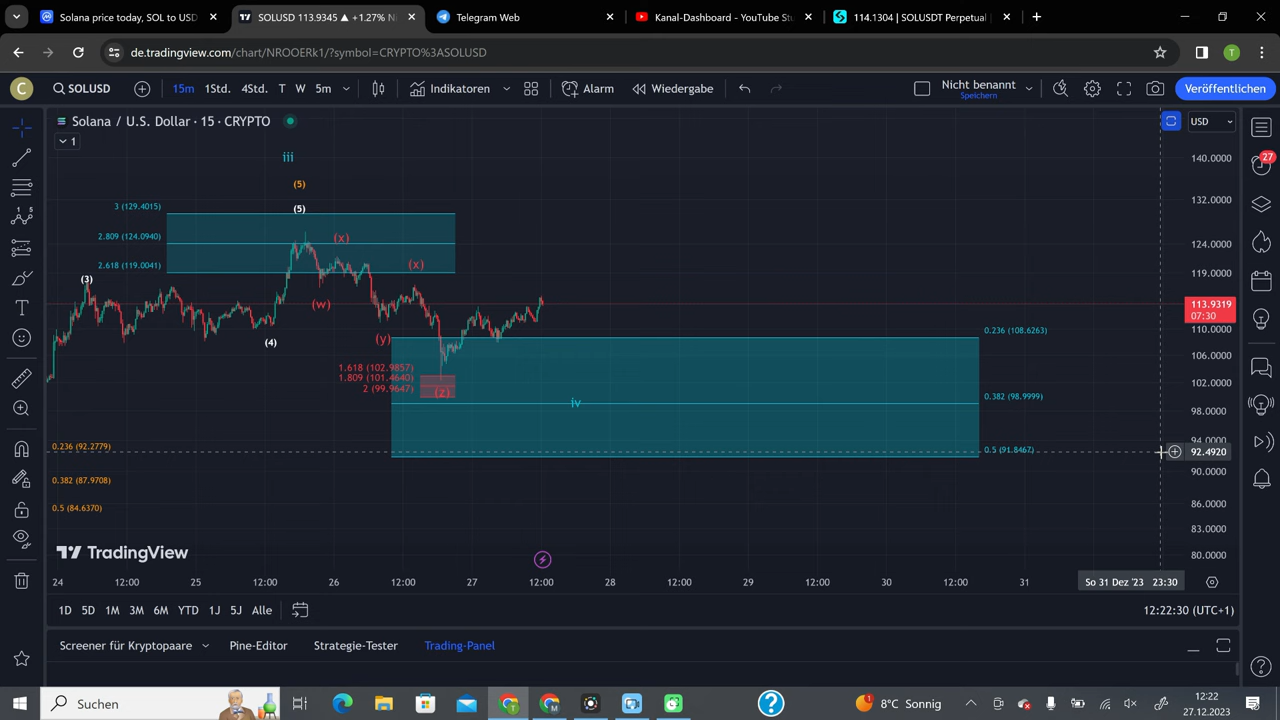 Solana price today, SOL to USD
SOLUSD 113.9345 ▲ +1.27% Ni
Telegram Web
Kanal-Dashboard - YouTube Stu
114.1304 | SOLUSDT Perpetual
de.tradingview.com/chart/NROOERk1/?symbol=CRYPTO%3ASOLUSD
T
C
SOLUSD
15m 1Std. 4Std. T W 5m
Indikatoren
Alarm
Wiedergabe
Nicht benannt
Speichern
Veröffentlichen
Solana / U.S. Dollar · 15 · CRYPTO
USD
1
27
iii
(5)
(5)
3 (129.4015)
2.809 (124.0940)
2.618 (119.0041)
(x)
(x)
(3)
(w)
(4)
(y)
1.618 (102.9857)
1.809 (101.4640)
2 (99.9647)
(z)
iv
0.236 (108.6263)
0.382 (98.9999)
0.5 (91.8467)
0.236 (92.2779)
0.382 (87.9708)
0.5 (84.6370)
140.0000
132.0000
124.0000
119.0000
113.9319
07:30
110.0000
106.0000
102.0000
98.0000
94.0000
92.4920
90.0000
86.0000
83.0000
80.0000
TradingView
24 12:00 25 12:00 26 12:00 27 12:00 28 12:00 29 12:00 30 12:00 31
So 31 Dez '23 23:30
1D 5D 1M 3M 6M YTD 1J 5J Alle
12:22:30 (UTC+1)
Screener für Kryptopaare
Pine-Editor
Strategie-Tester
Trading-Panel
Suchen
1
8°C Sonnig
12:22
27.12.2023